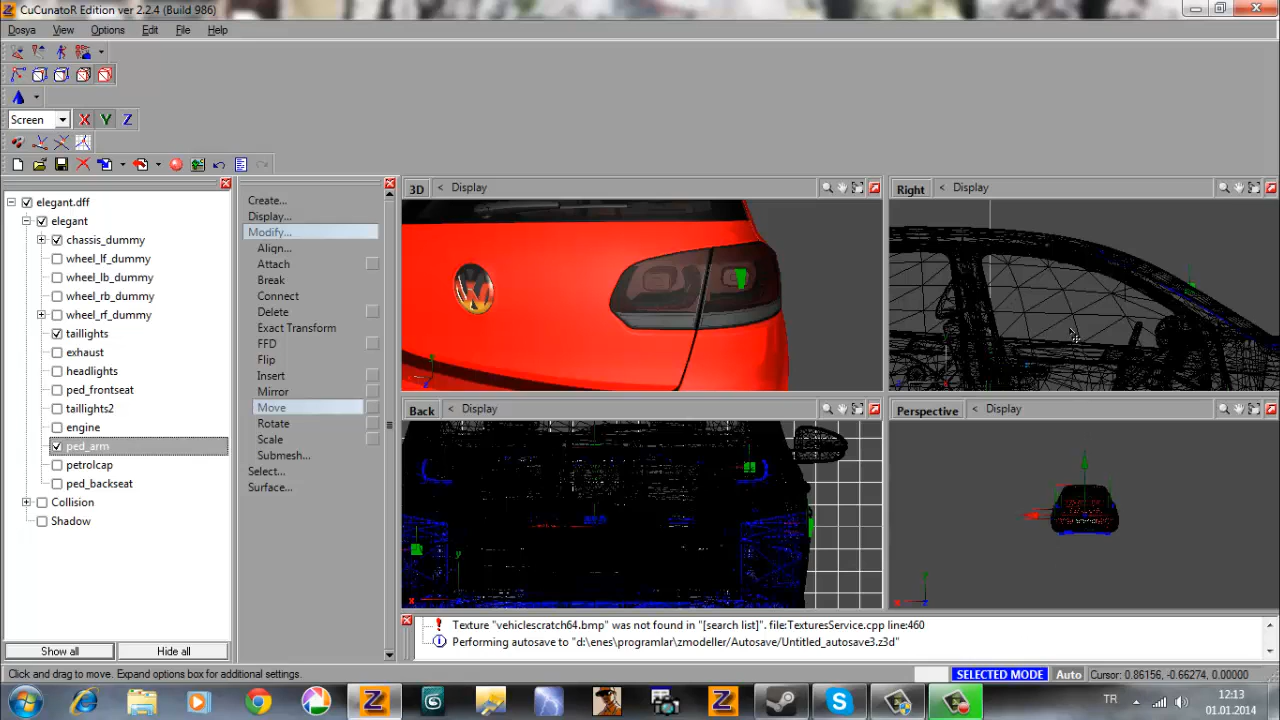 CuCunatoR Edition ver 2.2.4 (Build 986)
Dosya View Options Edit File Help
Screen X Y Z
elegant.dff
elegant
chassis_dummy
wheel_lf_dummy
wheel_lb_dummy
wheel_rb_dummy
wheel_rf_dummy
taillights
exhaust
headlights
ped_frontseat
taillights2
engine
ped_arm
petrolcap
ped_backseat
Collision
Shadow
Show all Hide all
Create...
Display...
Modify...
Align...
Attach
Break
Connect
Delete
Exact Transform
FFD
Flip
Insert
Mirror
Move
Rotate
Scale
Submesh...
Select...
Surface...
3D < Display
Right < Display
Back < Display
Perspective < Display
Texture "vehiclescratch64.bmp" was not found in "[search list]". file:TexturesService.cpp line:460
Performing autosave to "d:\enes\programlar\zmodeller/Autosave/Untitled_autosave3.z3d"
Click and drag to move. Expand options box for additional settings.
SELECTED MODE Auto Cursor: 0.86156, -0.66274, 0.00000
TR
12:13
01.01.2014